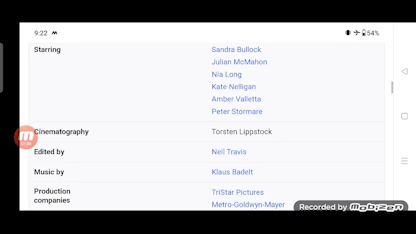 9:22 54%
Starring Sandra Bullock
Julian McMahon
Nia Long
Kate Nelligan
Amber Valletta
Peter Stormare
Cinematography Torsten Lippstock
Edited by Neil Travis
Music by Klaus Badelt
Production TriStar Pictures
companies Metro-Goldwyn-Mayer
Recorded by Mobizen